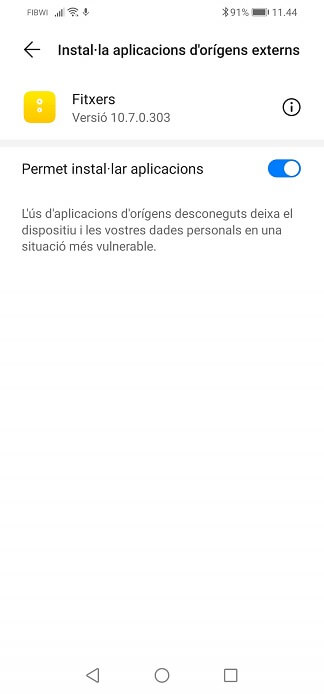 FIBWI 91% 11.44
Instal·la aplicacions d'orígens externs
Fitxers
Versió 10.7.0.303
Permet instal·lar aplicacions
L'ús d'aplicacions d'orígens desconeguts deixa el
dispositiu i les vostres dades personals en una
situació més vulnerable.